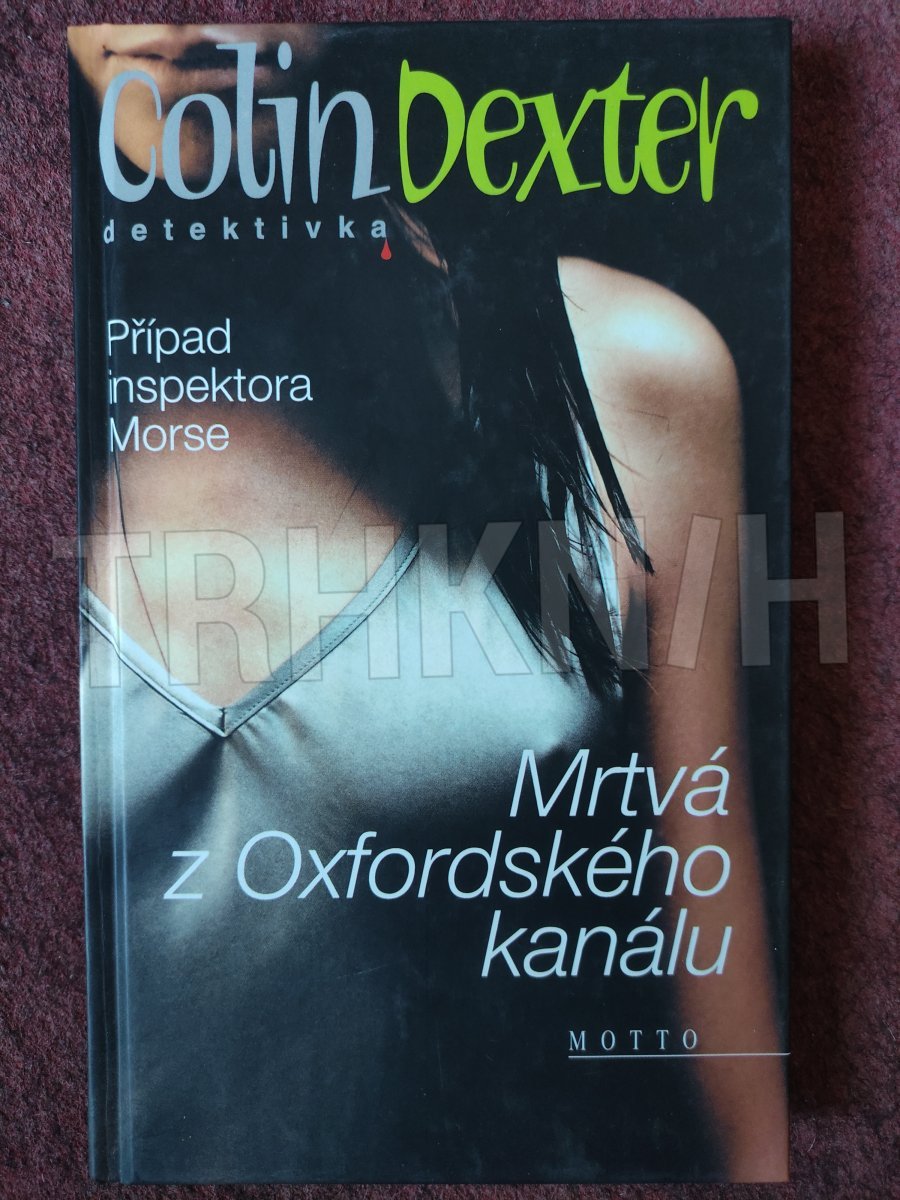 Colin Dexter
detektivka
Případ
inspektora
Morse
TRHKNIH
Mrtvá
z Oxfordského
kanálu
MOTTO